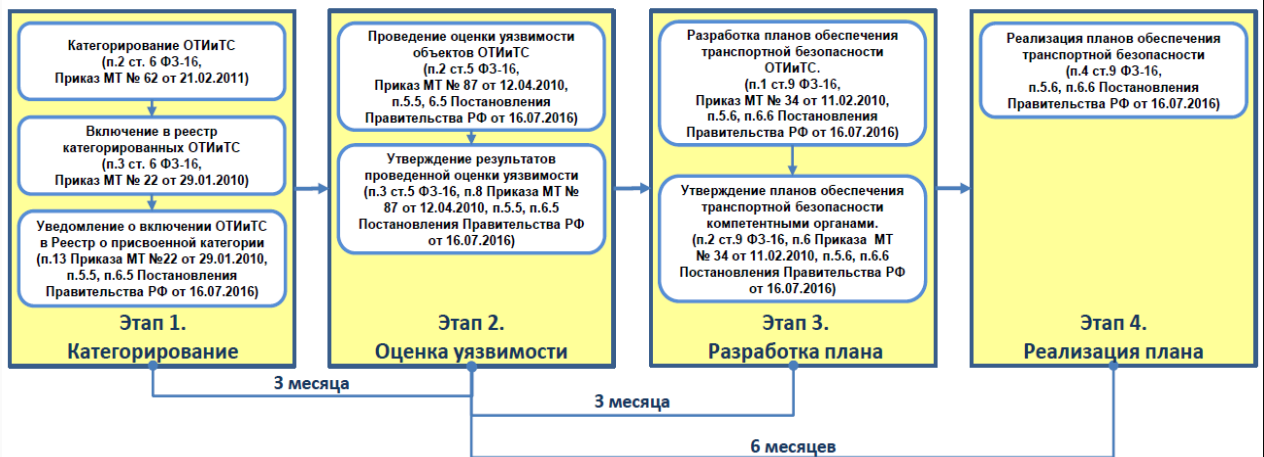 Категорирование ОТИиТС
(п.2 ст. 6 ФЗ-16,
Приказ МТ № 62 от 21.02.2011)
Включение в реестр
категорированных ОТИиТС
(п.3 ст. 6 ФЗ-16,
Приказ МТ № 22 от 29.01.2010)
Уведомление о включении ОТИиТС
в Реестр о присвоенной категории
(п.13 Приказа МТ №22 от 29.01.2010,
п.5.5, п.6.5 Постановления
Правительства РФ от 16.07.2016)
Этап 1.
Категорирование
Проведение оценки уязвимости
объектов ОТИиТС
(п.2 ст.5 ФЗ-16,
Приказ МТ № 87 от 12.04.2010,
п.5.5, 6.5 Постановления
Правительства РФ от 16.07.2016)
Утверждение результатов
проведенной оценки уязвимости
(п.3 ст.5 ФЗ-16, п.8 Приказа МТ №
87 от 12.04.2010, п.5.5, п.6.5
Постановления Правительства РФ
от 16.07.2016)
Этап 2.
Оценка уязвимости
Разработка планов обеспечения
транспортной безопасности
ОТИиТС.
(п.1 ст.9 ФЗ-16,
Приказ МТ № 34 от 11.02.2010,
п.5.6, п.6.6 Постановления
Правительства РФ от 16.07.2016)
Утверждение планов обеспечения
транспортной безопасности
компетентными органами.
(п.2 ст.9 ФЗ-16, п.6 Приказа МТ
№ 34 от 11.02.2010, п.5.6, п.6.6
Постановления Правительства РФ
от 16.07.2016)
Этап 3.
Разработка плана
Реализация планов обеспечения
транспортной безопасности
(п.4 ст.9 ФЗ-16,
п.5.6, п.6.6 Постановления
Правительства РФ от 16.07.2016)
Этап 4.
Реализация плана
3 месяца
3 месяца
6 месяцев